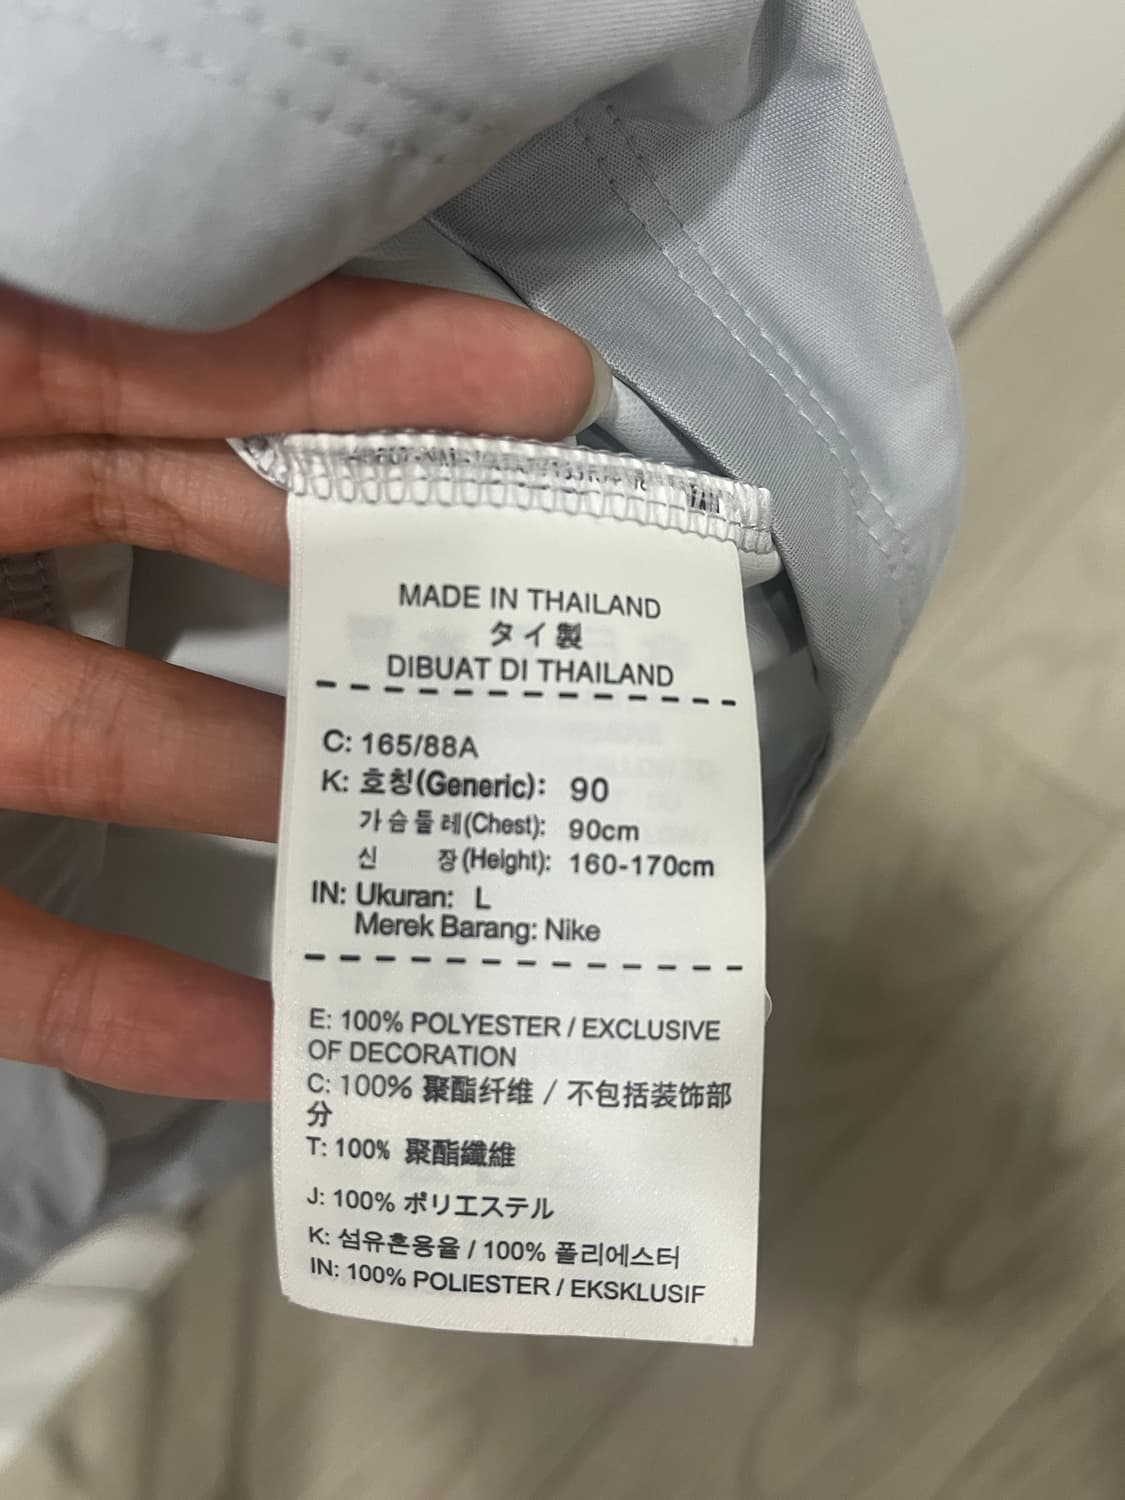 MADE IN THAILAND
タイ製
DIBUAT DI THAILAND
C: 165/88A
K: 호칭(Generic): 90
가슴둘레(Chest): 90cm
신 장(Height): 160-170cm
IN: Ukuran: L
Merek Barang: Nike
E: 100% POLYESTER / EXCLUSIVE
OF DECORATION
C: 100% 聚酯纤维 / 不包括装饰部
分
T: 100% 聚酯纖維
J: 100% ポリエステル
K: 섬유혼용율 / 100% 폴리에스터
IN: 100% POLIESTER / EKSKLUSIF